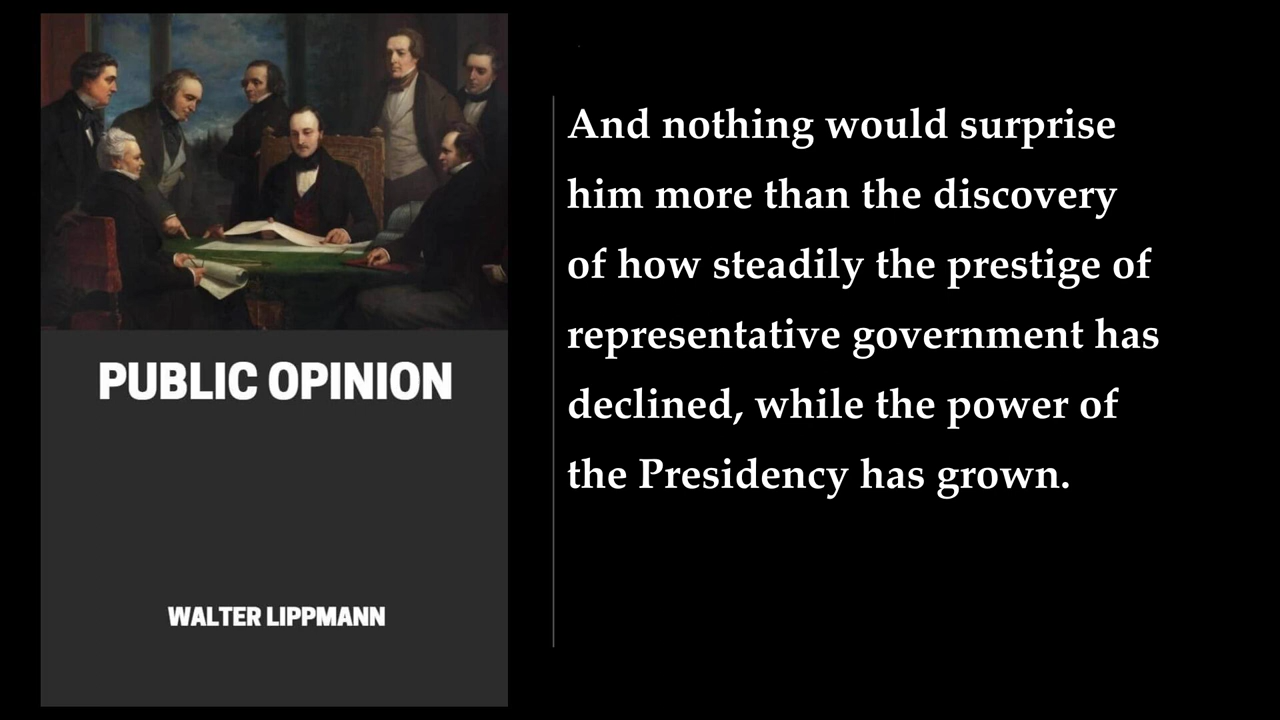 PUBLIC OPINION
WALTER LIPPMANN
And nothing would surprise
him more than the discovery
of how steadily the prestige of
representative government has
declined, while the power of
the Presidency has grown.